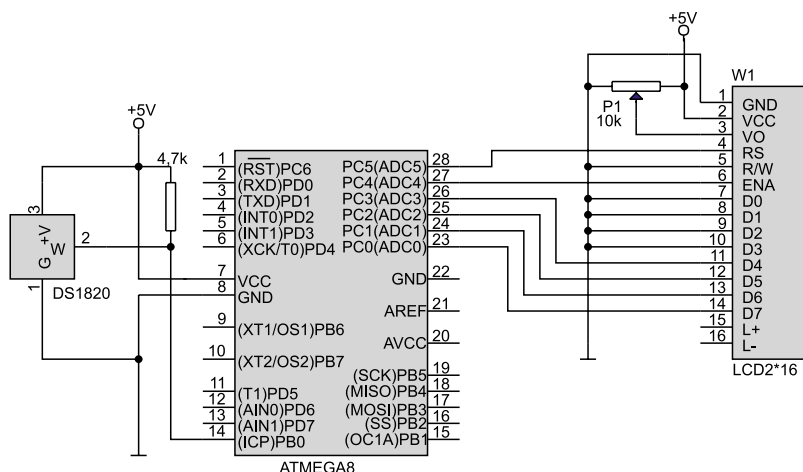 +5V
4,7k
3
+V
G
W
2
1
DS1820
1
2
3
4
5
6
7
8
9
10
11
12
13
14
(RST)PC6
(RXD)PD0
(TXD)PD1
(INT0)PD2
(INT1)PD3
(XCK/T0)PD4
VCC
GND
(XT1/OS1)PB6
(XT2/OS2)PB7
(T1)PD5
(AIN0)PD6
(AIN1)PD7
(ICP)PB0
PC5(ADC5)
PC4(ADC4)
PC3(ADC3)
PC2(ADC2)
PC1(ADC1)
PC0(ADC0)
GND
AREF
AVCC
(SCK)PB5
(MISO)PB4
(MOSI)PB3
(SS)PB2
(OC1A)PB1
28
27
26
25
24
23
22
21
20
19
18
17
16
15
ATMEGA8
+5V
P1
10k
W1
1
2
3
4
5
6
7
8
9
10
11
12
13
14
15
16
GND
VCC
VO
RS
R/W
ENA
D0
D1
D2
D3
D4
D5
D6
D7
L+
L-
LCD2*16